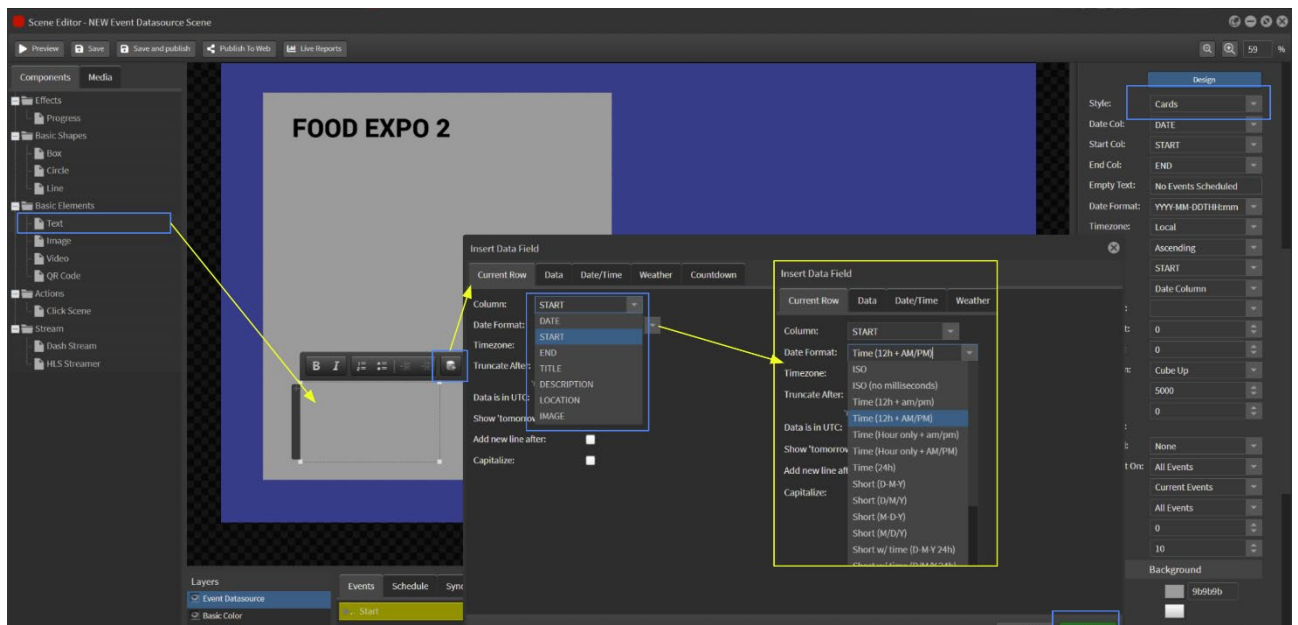 Scene Editor - NEW Event Datasource Scene
Preview Save Save and publish Publish To Web Live Reports 59 %
Components Media
Effects
Progress
Basic Shapes
Box
Circle
Line
Basic Elements
Text
Image
Video
QR Code
Actions
Click Scene
Stream
Dash Stream
HLS Streamer
FOOD EXPO 2
B I
Insert Data Field
Current Row Data Date/Time Weather Countdown
Column: START
Date Format:
Timezone:
Truncate After:
Data is in UTC:
Show 'tomorrow
Add new line after:
Capitalize:
DATE
START
END
TITLE
DESCRIPTION
LOCATION
IMAGE
Insert Data Field
Current Row Data Date/Time Weather
Column: START
Date Format: Time (12h + AM/PM)
Timezone:
Truncate After:
Data is in UTC:
Show 'tomorrow
Add new line aft
Capitalize:
ISO
ISO (no milliseconds)
Time (12h + am/pm)
Time (12h + AM/PM)
Time (Hour only + am/pm)
Time (Hour only + AM/PM)
Time (24h)
Short (D-M-Y)
Short (D/M/Y)
Short (M-D-Y)
Short (M/D/Y)
Short w/ time (D-M-Y 24h)
Design
Style: Cards
Date Col: DATE
Start Col: START
End Col: END
Empty Text: No Events Scheduled
Date Format: YYYY-MM-DDTHH:mm
Timezone: Local
Ascending
START
Date Column
0
0
Cube Up
5000
0
None
t On: All Events
Current Events
All Events
0
10
Background
9b9b9b
Layers
Event Datasource
Basic Color
Events Schedule Sync
Start